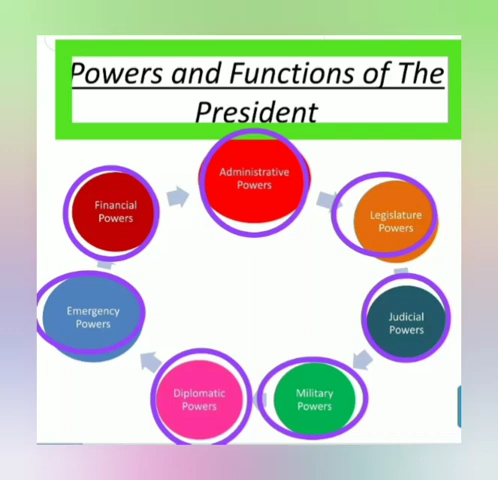 Powers and Functions of The
President
Administrative
Powers
Legislature
Powers
Judicial
Powers
Military
Powers
Diplomatic
Powers
Emergency
Powers
Financial
Powers